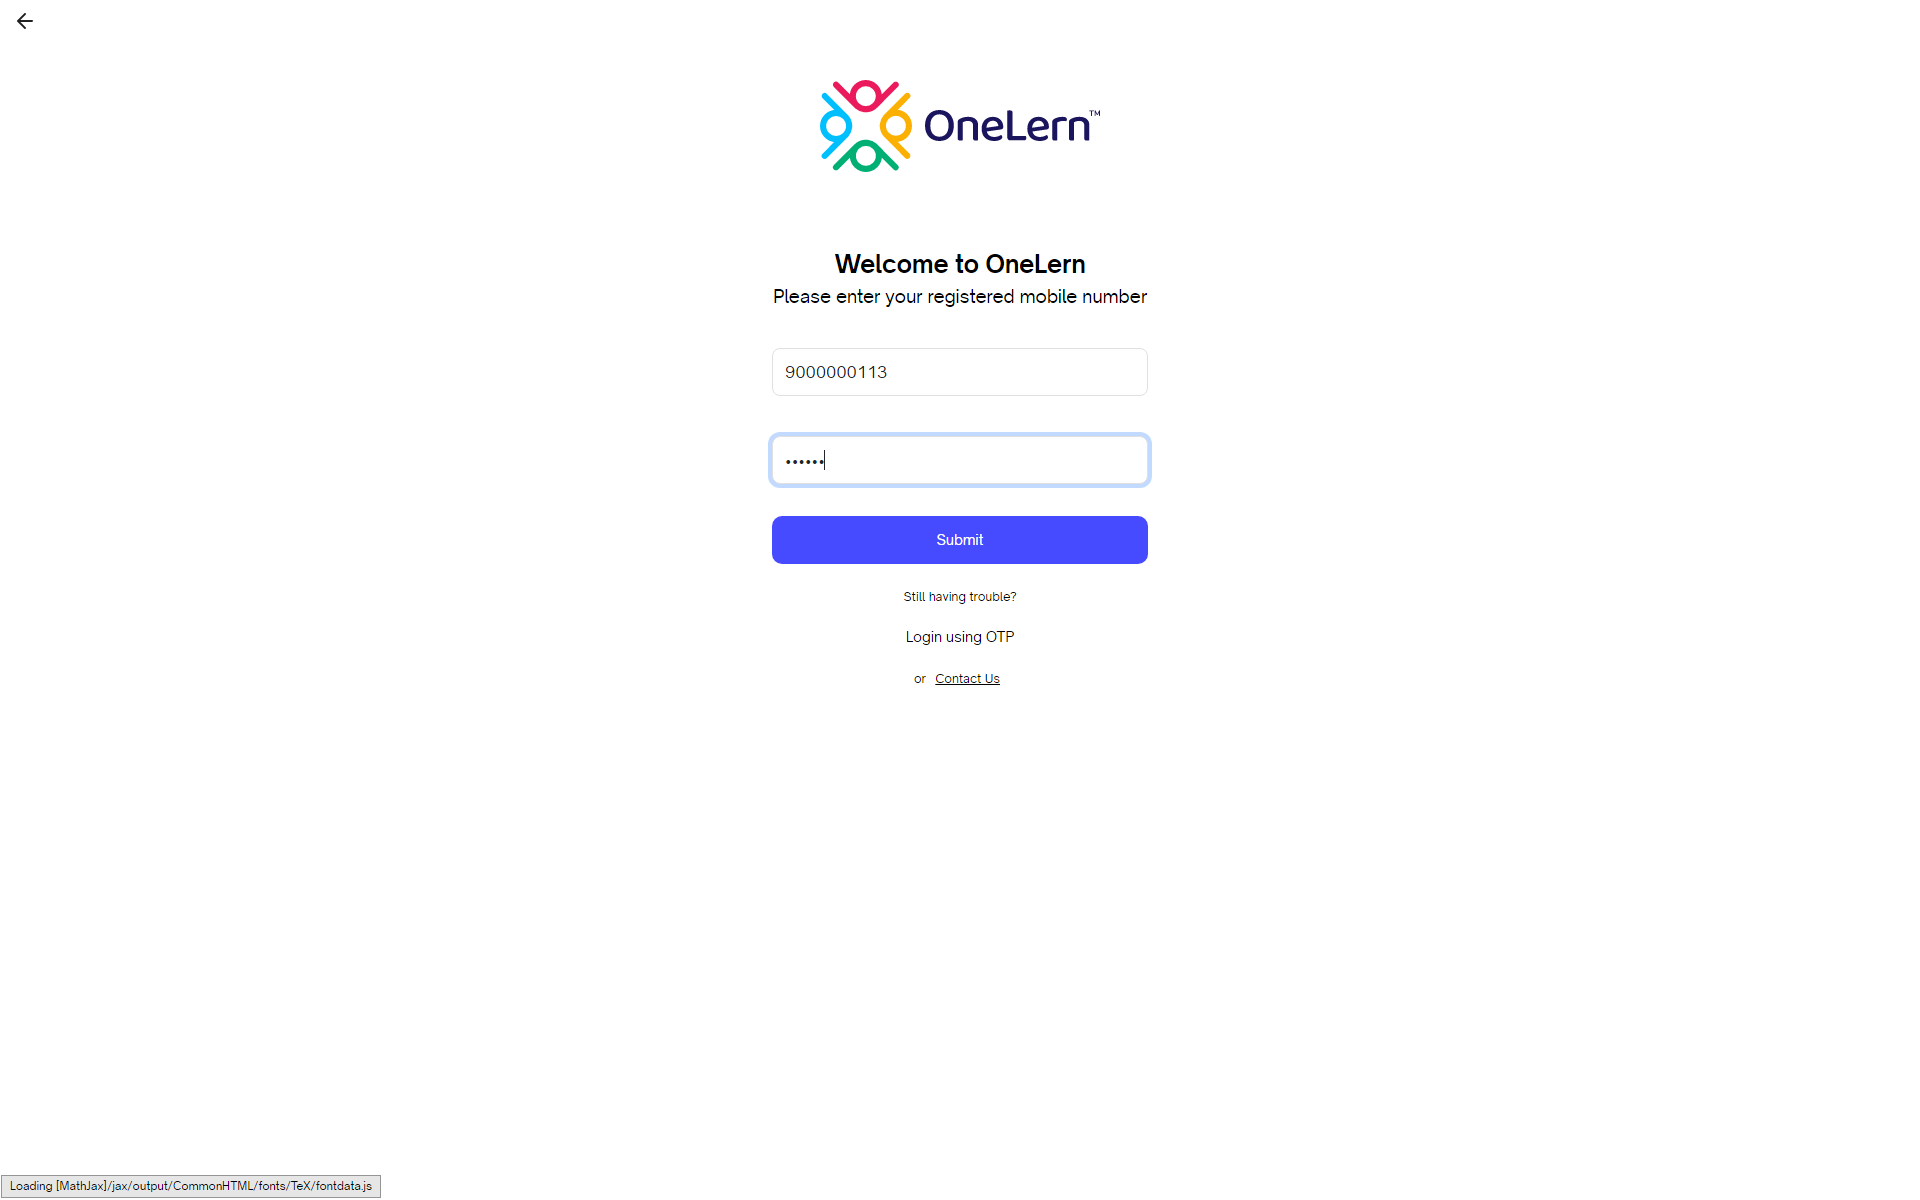 OneLern™
Welcome to OneLern
Please enter your registered mobile number
9000000113
••••••
Submit
Still having trouble?
Login using OTP
or Contact Us
Loading [MathJax]/jax/output/CommonHTML/fonts/TeX/fontdata.js